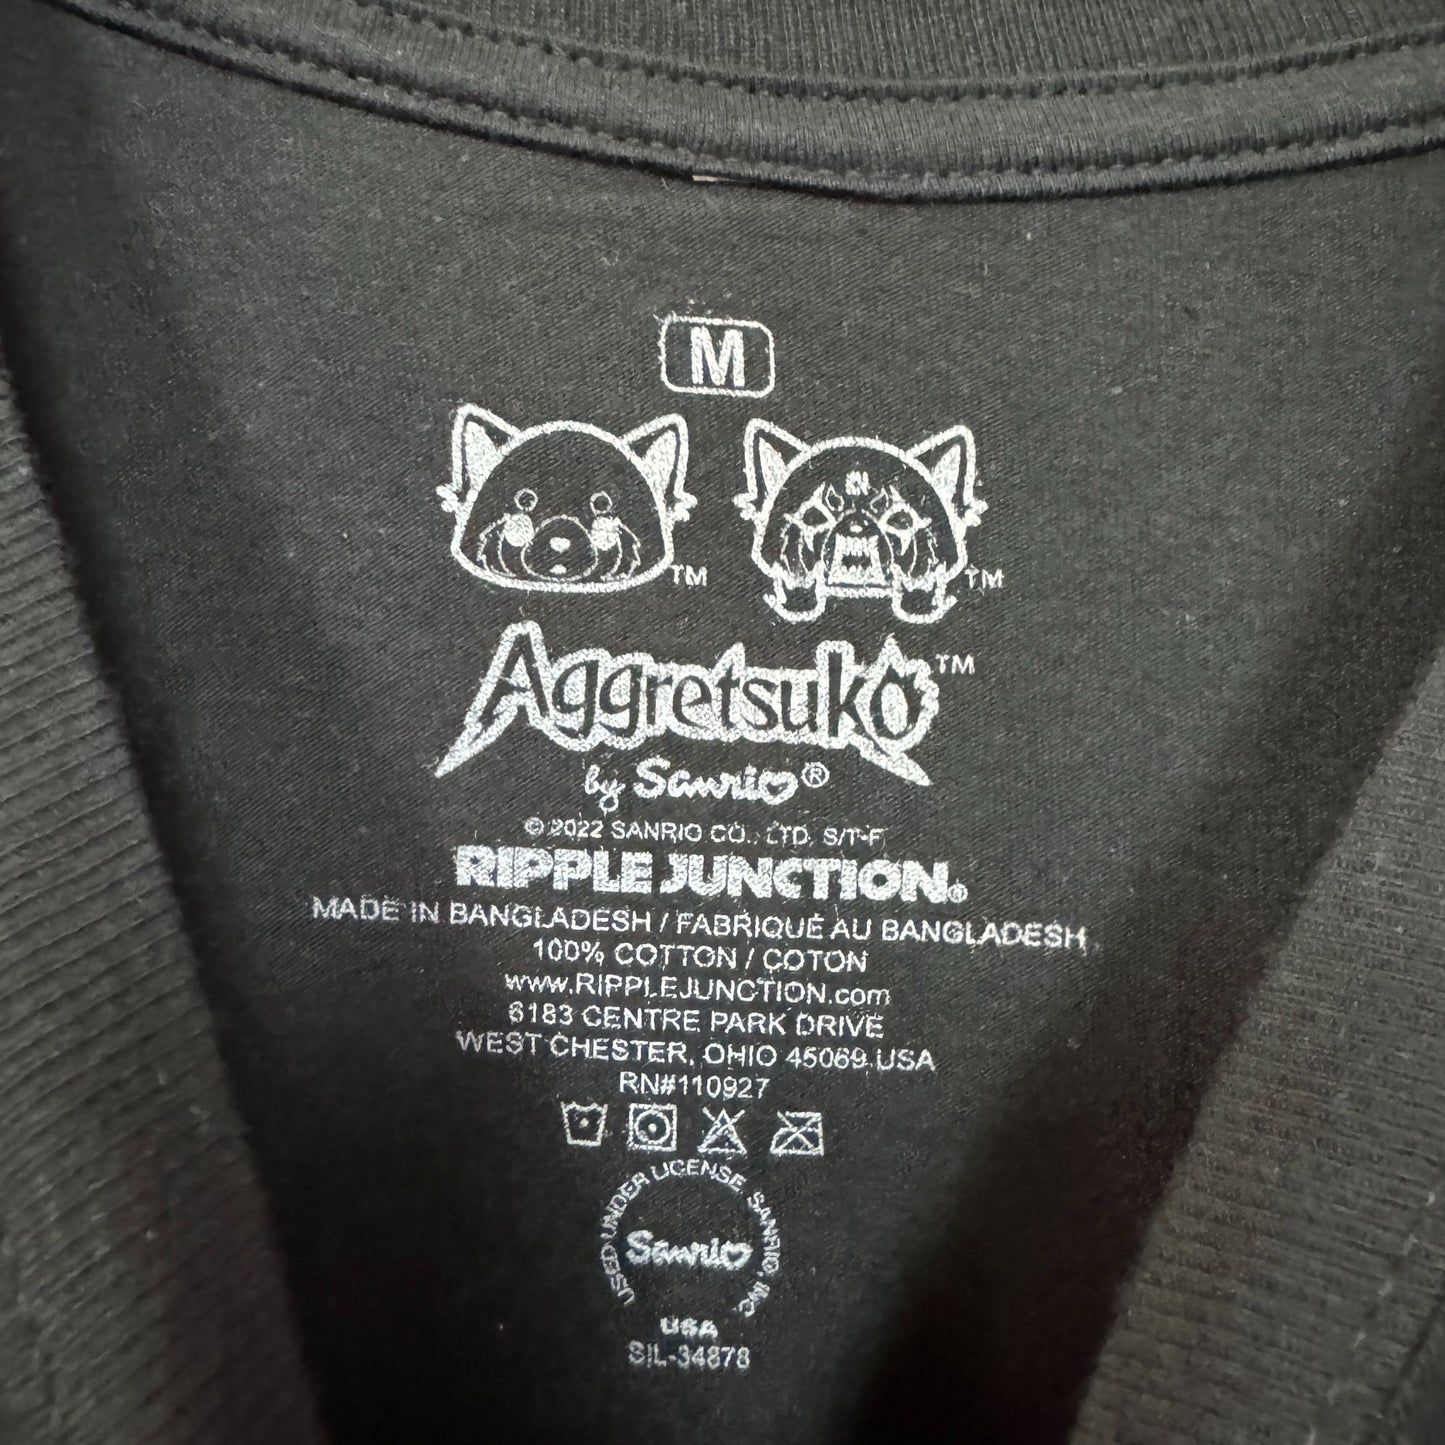 M
TM TM
Aggretsuko TM
by Sanrio ®
© 2022 SANRIO CO., LTD. S/T·F
RIPPLE JUNCTION®
MADE IN BANGLADESH / FABRIQUÉ AU BANGLADESH
100% COTTON / COTON
www.RIPPLEJUNCTION.com
6183 CENTRE PARK DRIVE
WEST CHESTER, OHIO 45069 USA
RN#110927
USED UNDER LICENSE, SANRIO, INC.
Sanrio
USA
SIL-34878